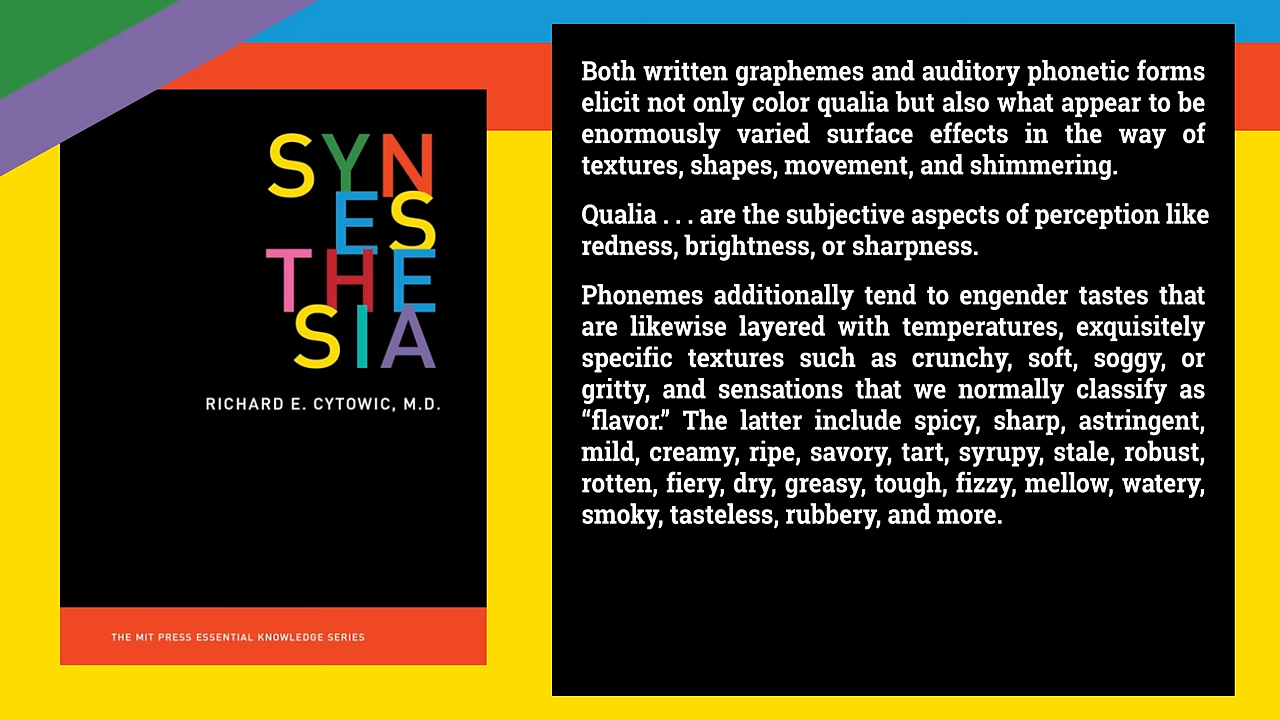 SYN
ES
THE
SIA
RICHARD E. CYTOWIC, M.D.
THE MIT PRESS ESSENTIAL KNOWLEDGE SERIES
Both written graphemes and auditory phonetic forms
elicit not only color qualia but also what appear to be
enormously varied surface effects in the way of
textures, shapes, movement, and shimmering.
Qualia . . . are the subjective aspects of perception like
redness, brightness, or sharpness.
Phonemes additionally tend to engender tastes that
are likewise layered with temperatures, exquisitely
specific textures such as crunchy, soft, soggy, or
gritty, and sensations that we normally classify as
“flavor.” The latter include spicy, sharp, astringent,
mild, creamy, ripe, savory, tart, syrupy, stale, robust,
rotten, fiery, dry, greasy, tough, fizzy, mellow, watery,
smoky, tasteless, rubbery, and more.